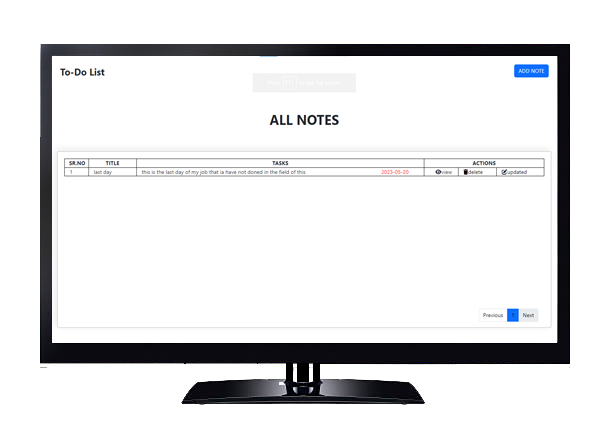 To-Do List
ADD NOTE
ALL NOTES
SR.NO TITLE TASKS ACTIONS
1 last day this is the last day of my job that ia have not doned in the field of this 2023-05-20 view delete updated
Previous 1 Next